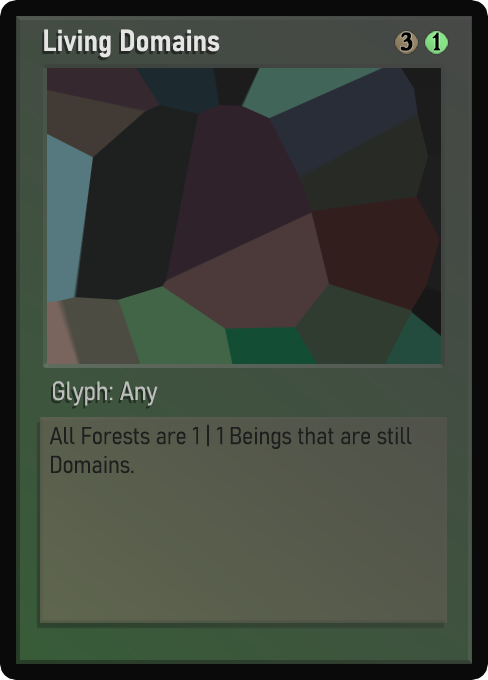 Living Domains 3 1
Glyph: Any
All Forests are 1 | 1 Beings that are still
Domains.